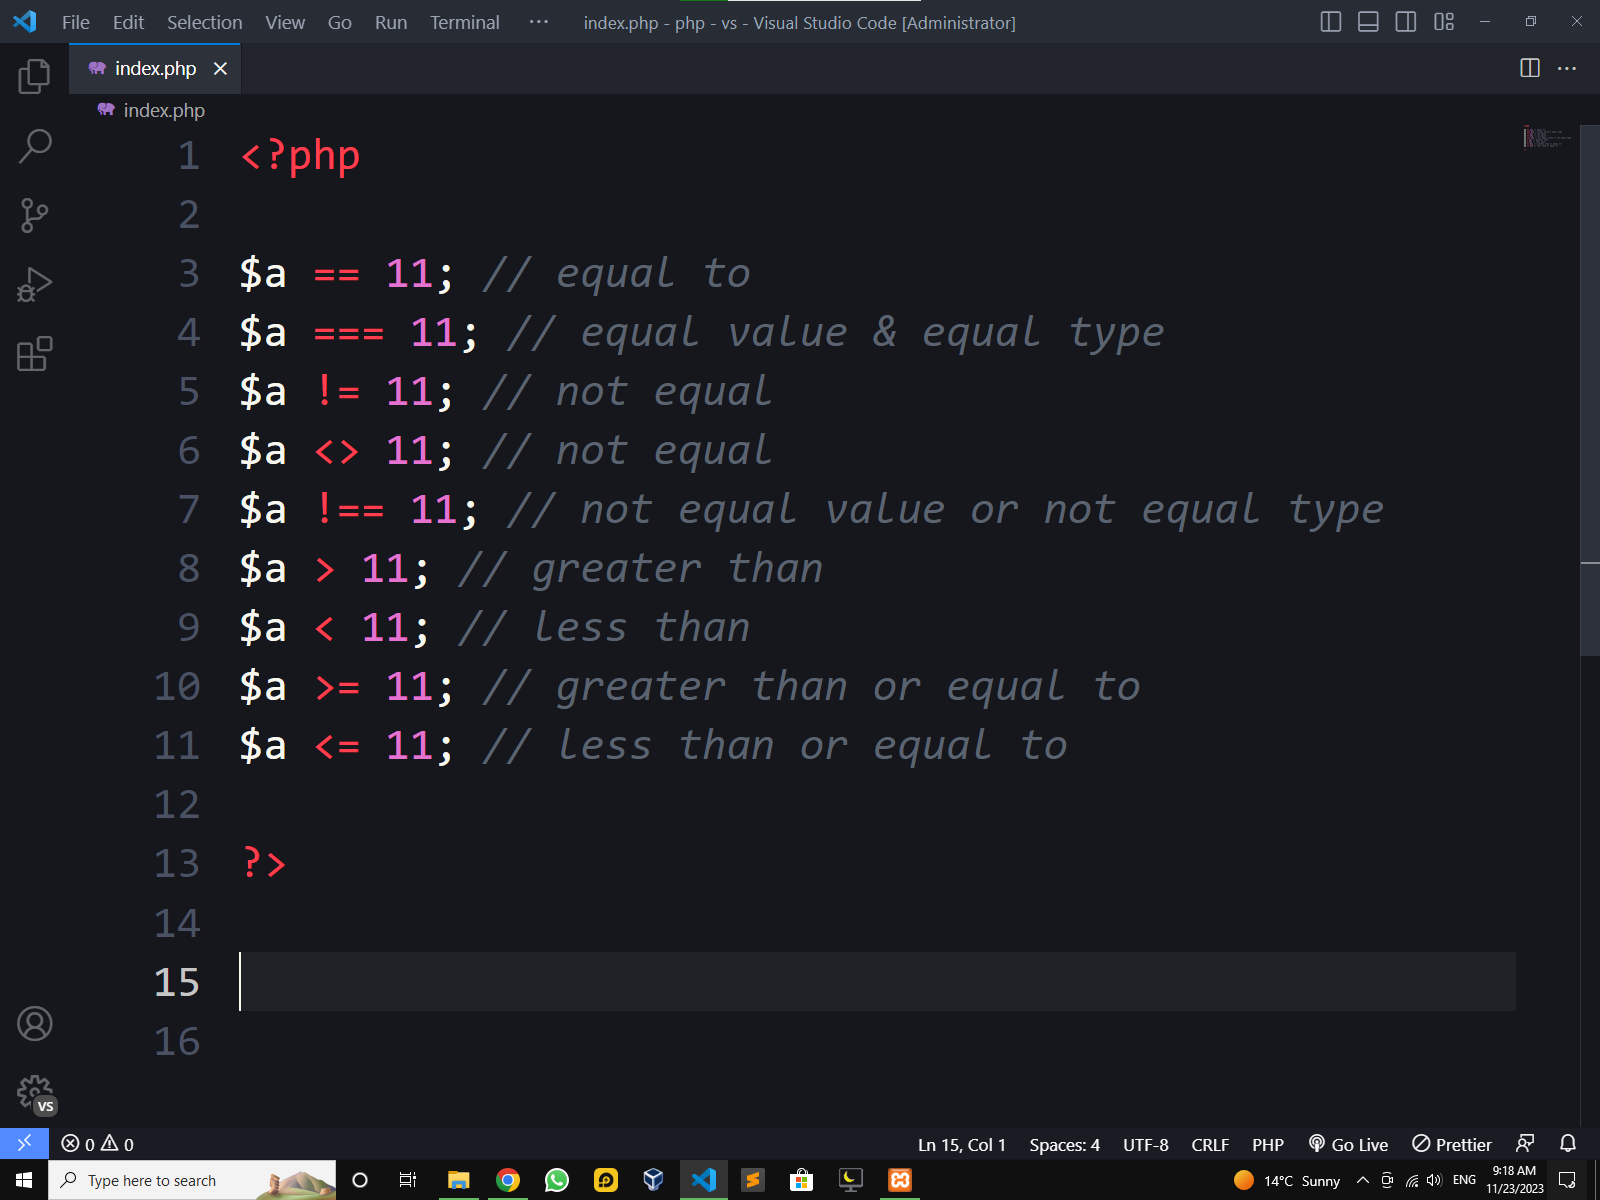 File Edit Selection View Go Run Terminal ··· index.php - php - vs - Visual Studio Code [Administrator]
index.php
index.php
1 <?php
2
3 $a == 11; // equal to
4 $a === 11; // equal value & equal type
5 $a != 11; // not equal
6 $a <> 11; // not equal
7 $a !== 11; // not equal value or not equal type
8 $a > 11; // greater than
9 $a < 11; // less than
10 $a >= 11; // greater than or equal to
11 $a <= 11; // less than or equal to
12
13 ?>
14
15
16
VS
0 0 Ln 15, Col 1 Spaces: 4 UTF-8 CRLF PHP Go Live Prettier
Type here to search 14°C Sunny ENG 9:18 AM
11/23/2023